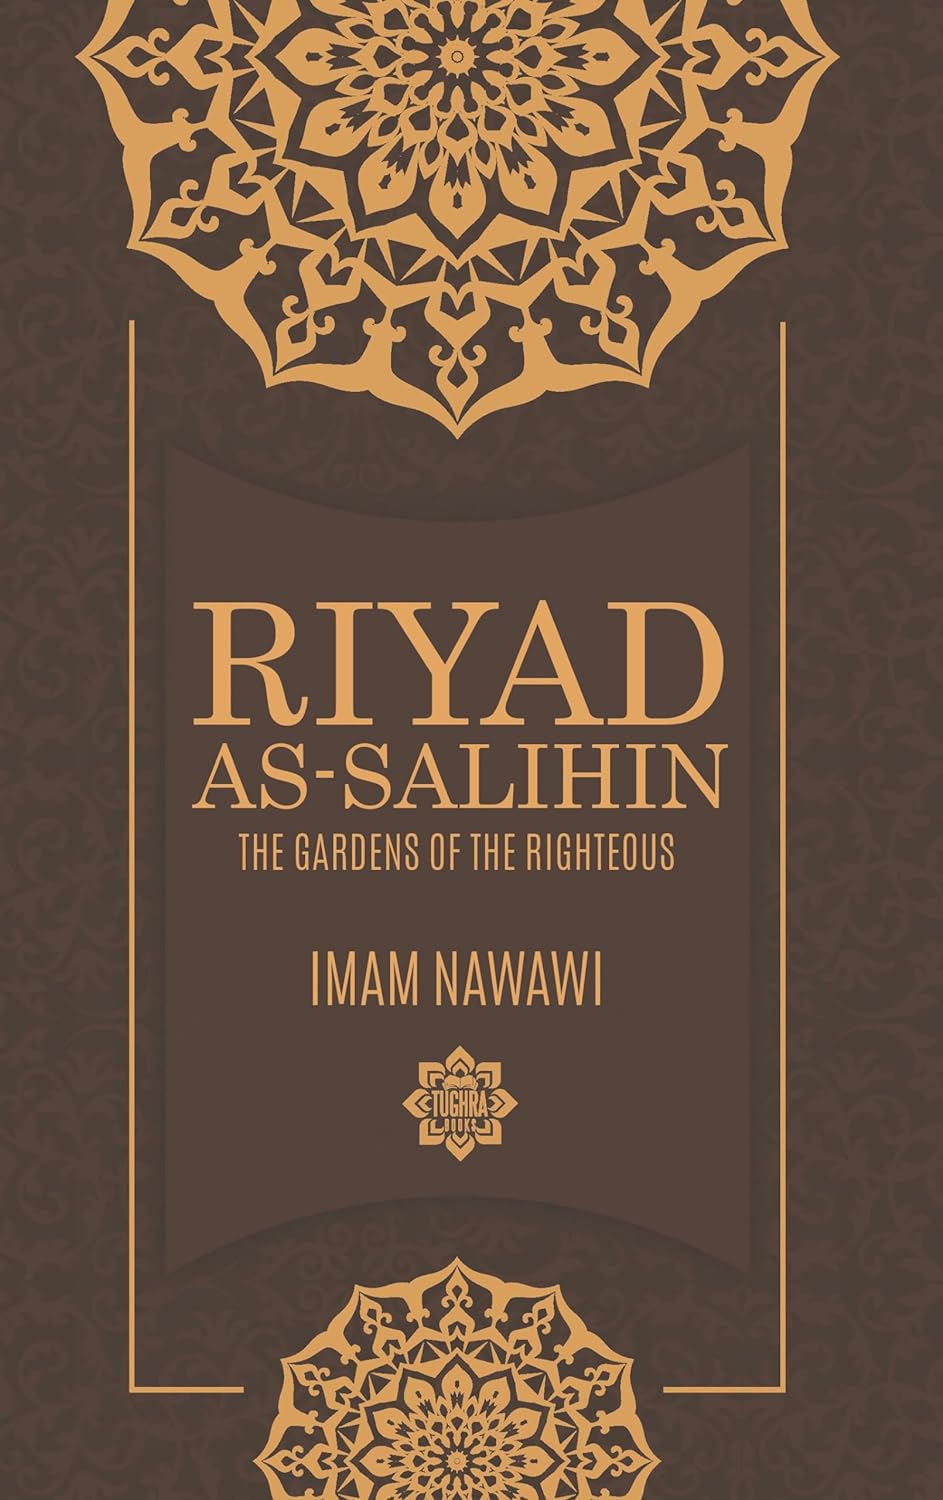 RIYAD
AS-SALIHIN
THE GARDENS OF THE RIGHTEOUS
IMAM NAWAWI
TUGHRA
BOOKS